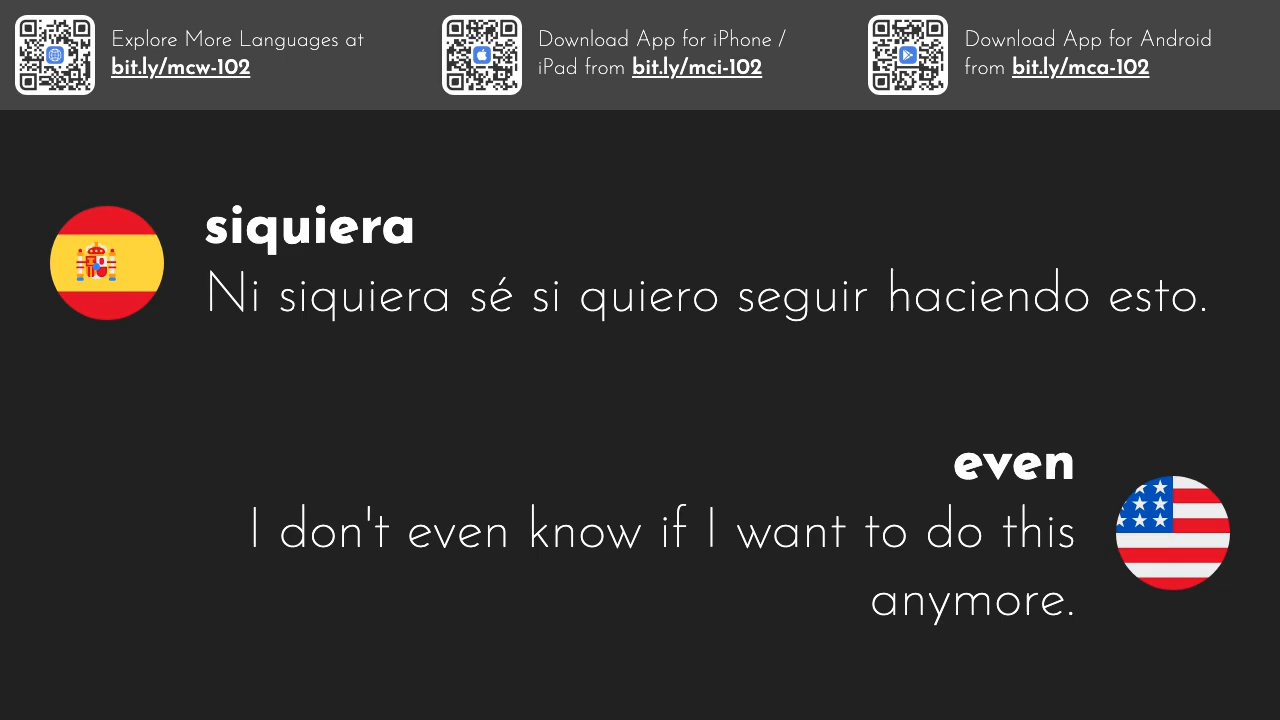 Explore More Languages at
bit.ly/mcw-102
Download App for iPhone /
iPad from bit.ly/mci-102
Download App for Android
from bit.ly/mca-102
siquiera
Ni siquiera sé si quiero seguir haciendo esto.
even
I don't even know if I want to do this
anymore.